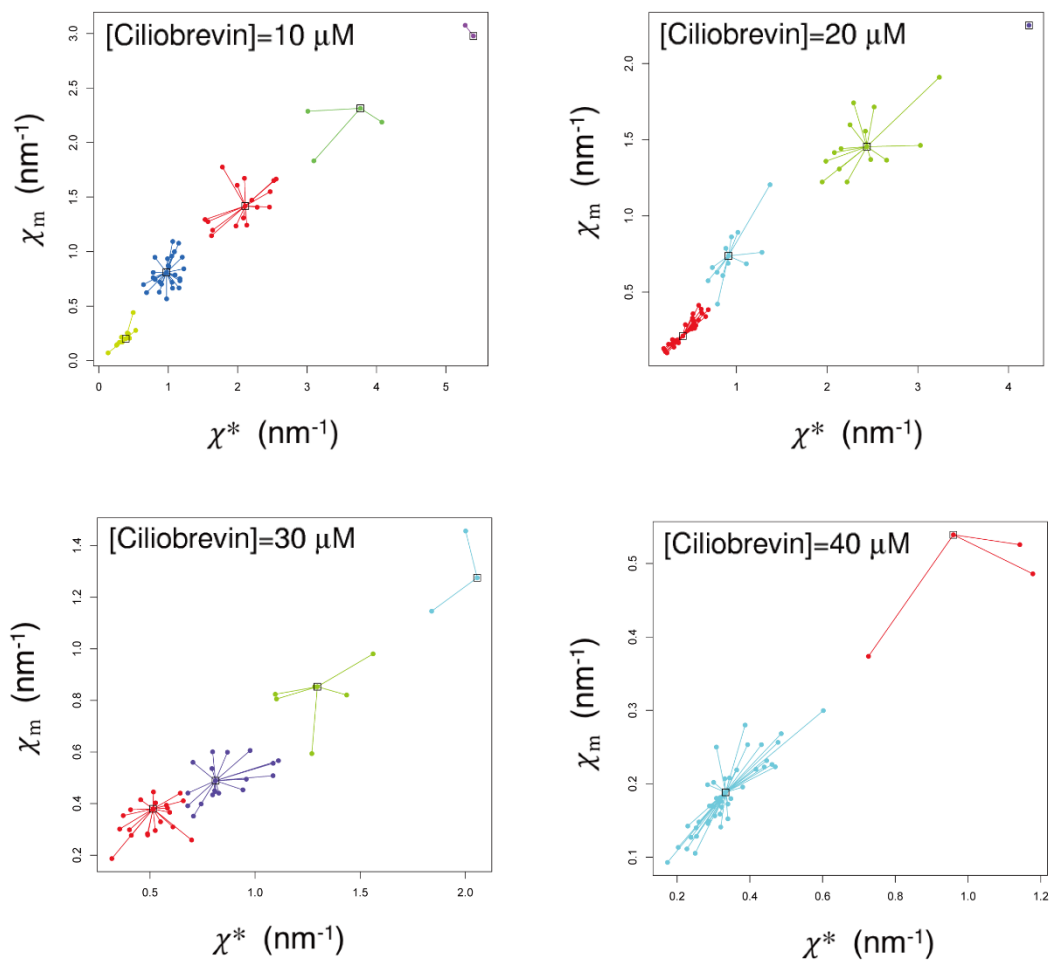 [Ciliobrevin]=10 μM
χm (nm-1)
3.0
2.5
2.0
1.5
1.0
0.5
0.0
0 1 2 3 4 5
χ* (nm-1)
[Ciliobrevin]=20 μM
χm (nm-1)
2.0
1.5
1.0
0.5
1 2 3 4
χ* (nm-1)
[Ciliobrevin]=30 μM
χm (nm-1)
1.4
1.2
1.0
0.8
0.6
0.4
0.2
0.5 1.0 1.5 2.0
χ* (nm-1)
[Ciliobrevin]=40 μM
χm (nm-1)
0.5
0.4
0.3
0.2
0.1
0.2 0.4 0.6 0.8 1.0 1.2
χ* (nm-1)